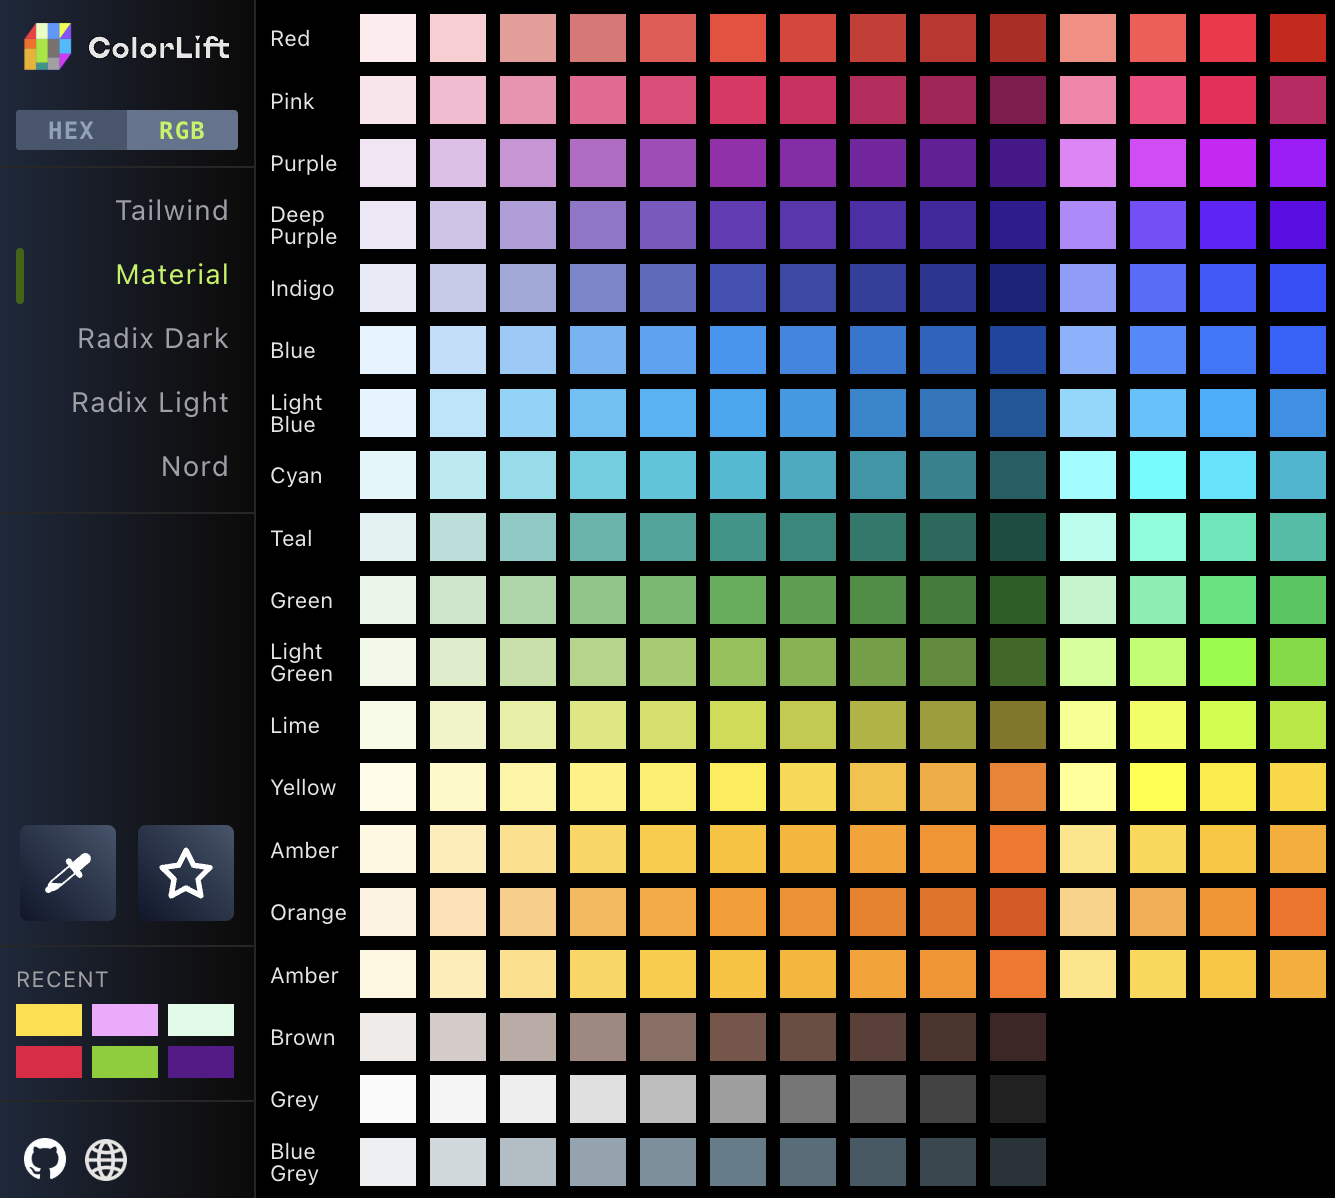 ColorLift
HEX RGB
Tailwind
Material
Radix Dark
Radix Light
Nord
RECENT
Red
Pink
Purple
Deep
Purple
Indigo
Blue
Light
Blue
Cyan
Teal
Green
Light
Green
Lime
Yellow
Amber
Orange
Amber
Brown
Grey
Blue
Grey